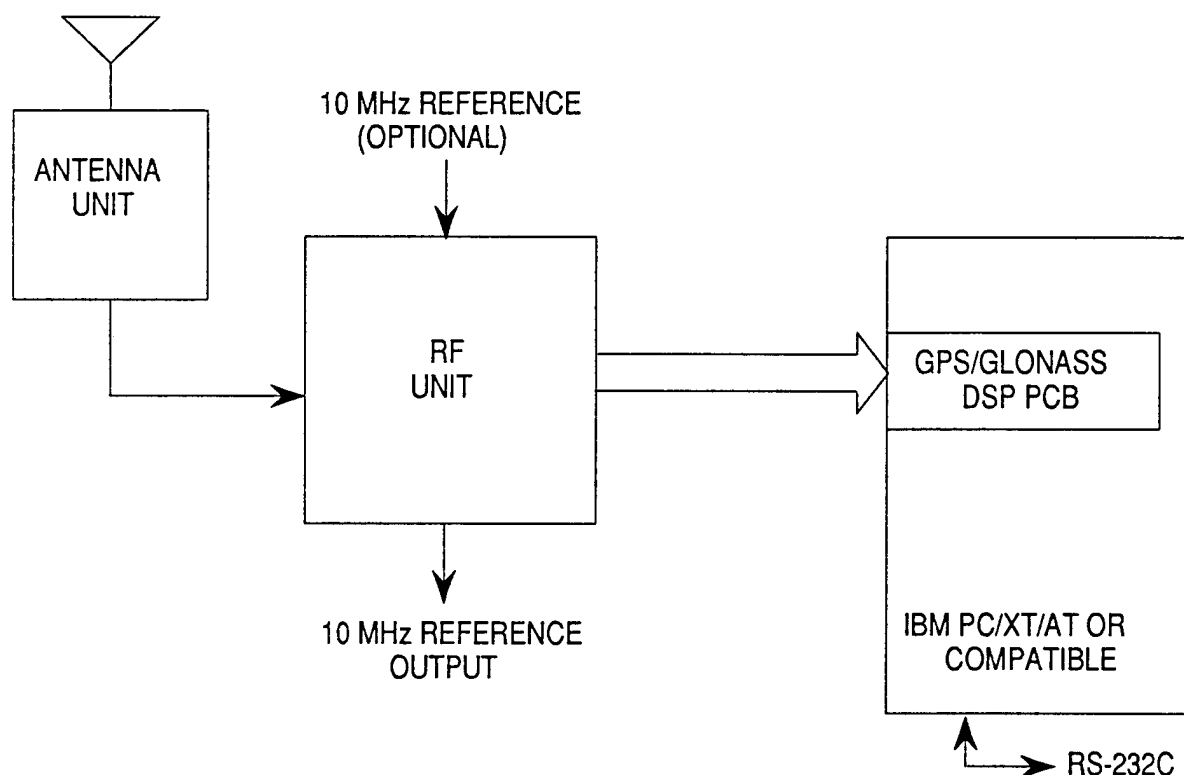 ANTENNA
UNIT
10 MHz REFERENCE
(OPTIONAL)
RF
UNIT
10 MHz REFERENCE
OUTPUT
GPS/GLONASS
DSP PCB
IBM PC/XT/AT OR
COMPATIBLE
RS-232C